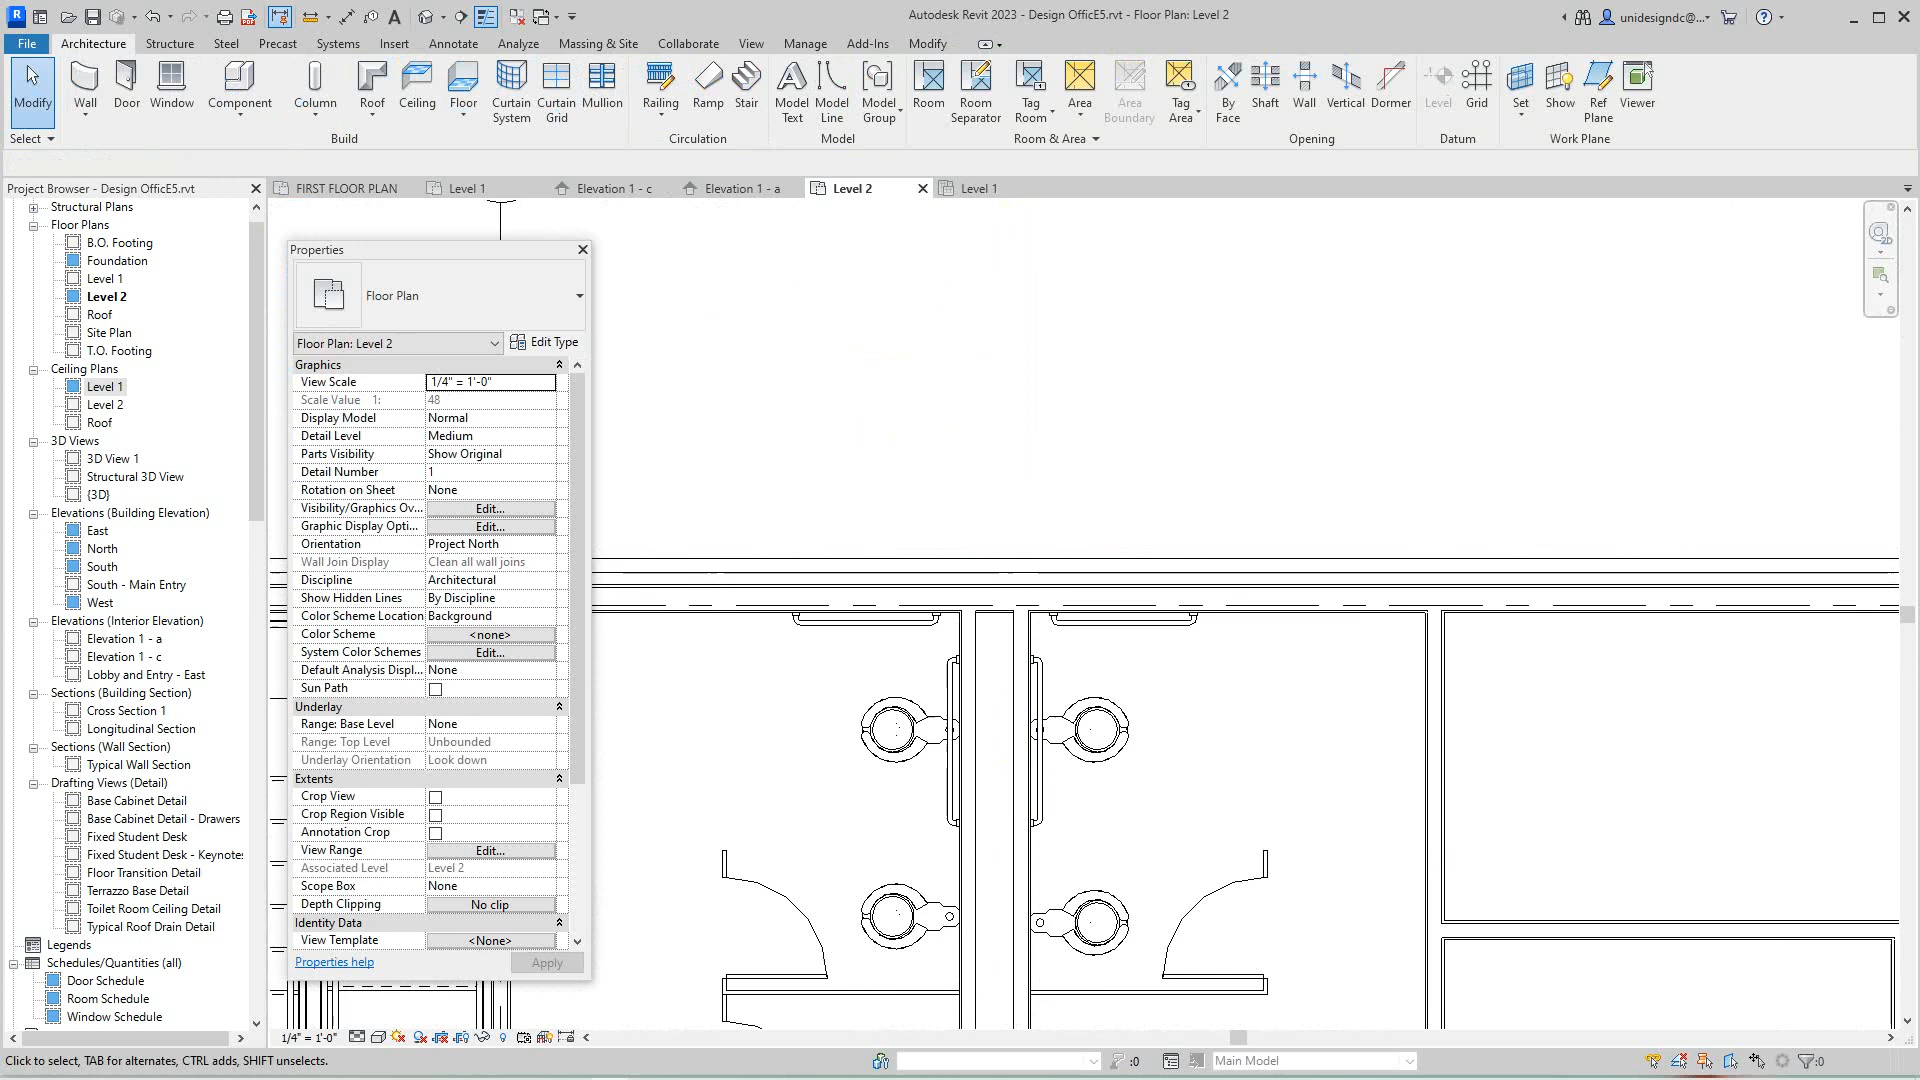 Autodesk Revit 2023 - Design OfficE5.rvt - Floor Plan: Level 2
unidesigndc@...
File Architecture Structure Steel Precast Systems Insert Annotate Analyze Massing & Site Collaborate View Manage Add-Ins Modify
Modify Wall Door Window Component Column Roof Ceiling Floor Curtain System Curtain Grid Mullion Railing Ramp Stair Model Text Model Line Model Group Room Room Separator Tag Room Area Area Boundary Tag Area By Face Shaft Wall Vertical Dormer Level Grid Set Show Ref Plane Viewer
Select Build Circulation Model Room & Area Opening Datum Work Plane
Project Browser - Design OfficE5.rvt
FIRST FLOOR PLAN Level 1 Elevation 1 - c Elevation 1 - a Level 2 Level 1
Structural Plans
Floor Plans
B.O. Footing
Foundation
Level 1
Level 2
Roof
Site Plan
T.O. Footing
Ceiling Plans
Level 1
Level 2
Roof
3D Views
3D View 1
Structural 3D View
{3D}
Elevations (Building Elevation)
East
North
South
South - Main Entry
West
Elevations (Interior Elevation)
Elevation 1 - a
Elevation 1 - c
Lobby and Entry - East
Sections (Building Section)
Cross Section 1
Longitudinal Section
Sections (Wall Section)
Typical Wall Section
Drafting Views (Detail)
Base Cabinet Detail
Base Cabinet Detail - Drawers
Fixed Student Desk
Fixed Student Desk - Keynotes
Floor Transition Detail
Terrazzo Base Detail
Toilet Room Ceiling Detail
Typical Roof Drain Detail
Legends
Schedules/Quantities (all)
Door Schedule
Room Schedule
Window Schedule
Properties
Floor Plan
Floor Plan: Level 2 Edit Type
Graphics
View Scale 1/4" = 1'-0"
Scale Value 1: 48
Display Model Normal
Detail Level Medium
Parts Visibility Show Original
Detail Number 1
Rotation on Sheet None
Visibility/Graphics Ov... Edit...
Graphic Display Opti... Edit...
Orientation Project North
Wall Join Display Clean all wall joins
Discipline Architectural
Show Hidden Lines By Discipline
Color Scheme Location Background
Color Scheme <none>
System Color Schemes Edit...
Default Analysis Displ... None
Sun Path
Underlay
Range: Base Level None
Range: Top Level Unbounded
Underlay Orientation Look down
Extents
Crop View
Crop Region Visible
Annotation Crop
View Range Edit...
Associated Level Level 2
Scope Box None
Depth Clipping No clip
Identity Data
View Template <None>
Properties help Apply
1/4" = 1'-0"
Click to select, TAB for alternates, CTRL adds, SHIFT unselects. :0 Main Model :0